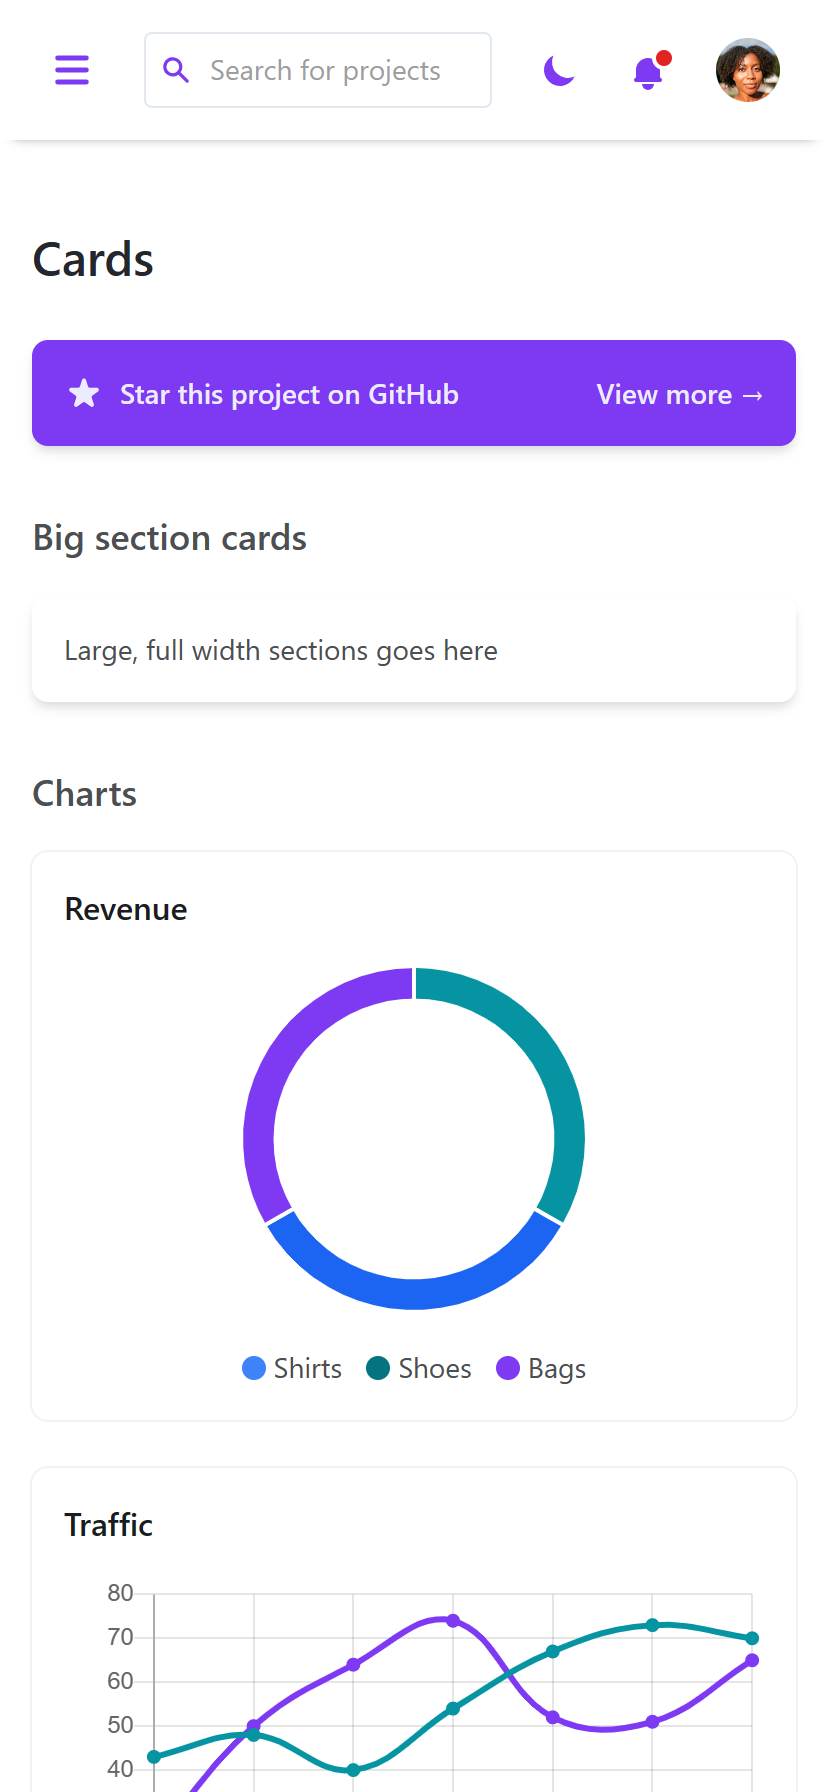 Search for projects
Cards
Star this project on GitHub View more →
Big section cards
Large, full width sections goes here
Charts
Revenue
Shirts Shoes Bags
Traffic
80
70
60
50
40